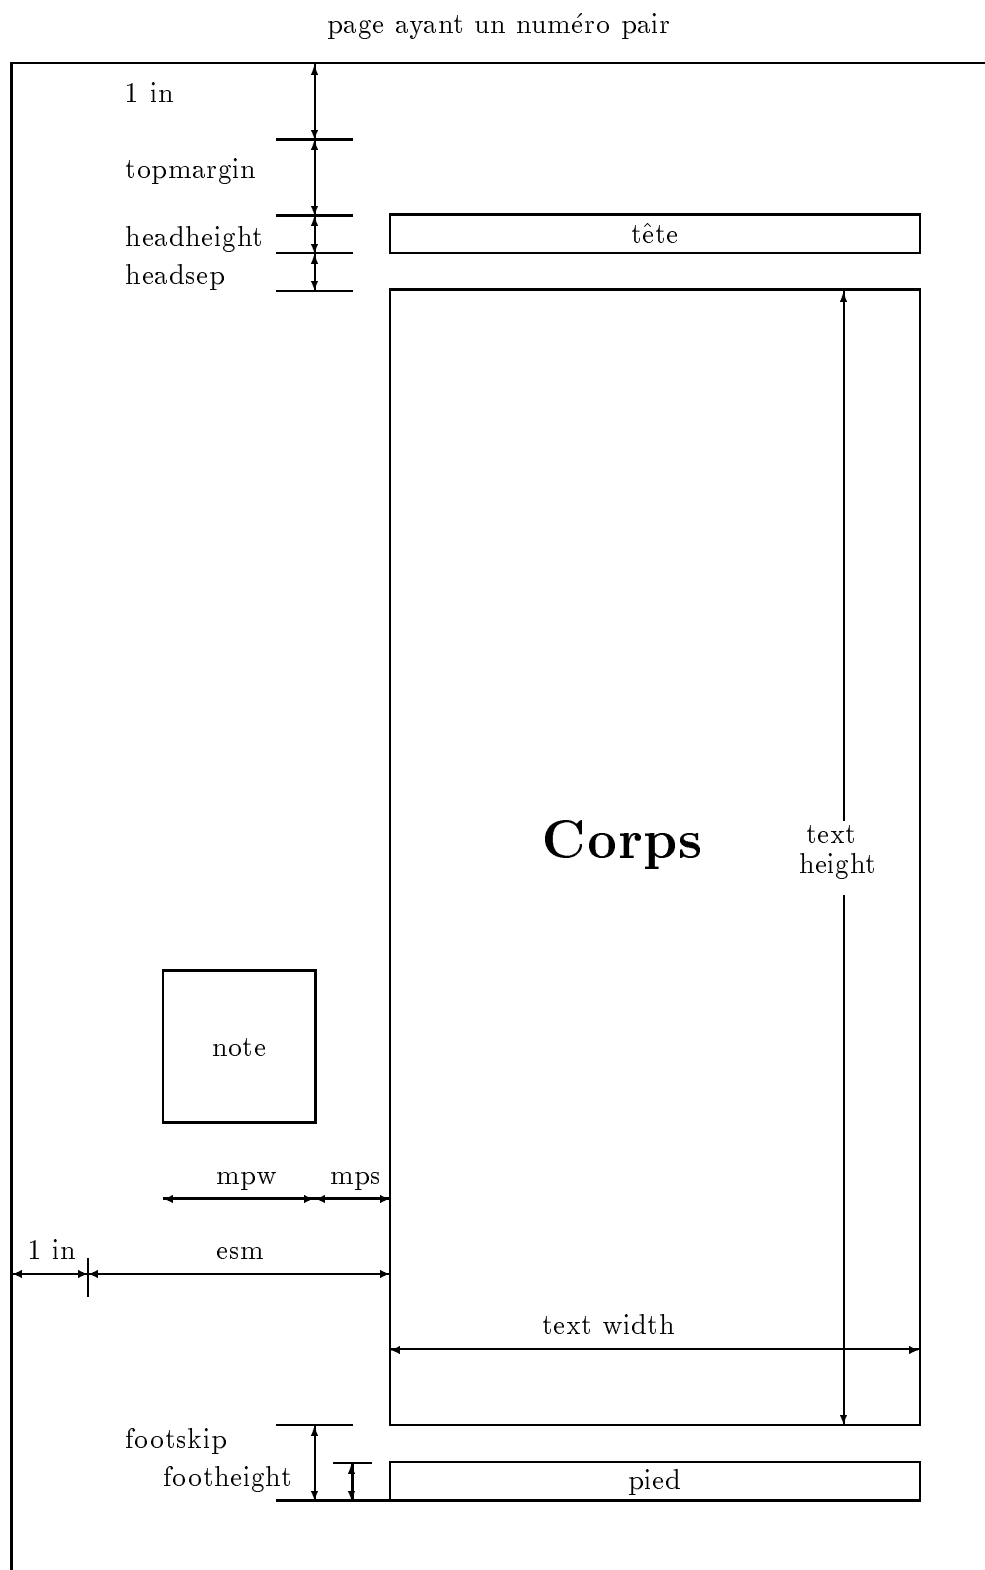 page ayant un numéro pair
1 in
topmargin
headheight
tête
headsep
Corps
text
height
note
mpw
mps
1 in
esm
text width
footskip
footheight
pied